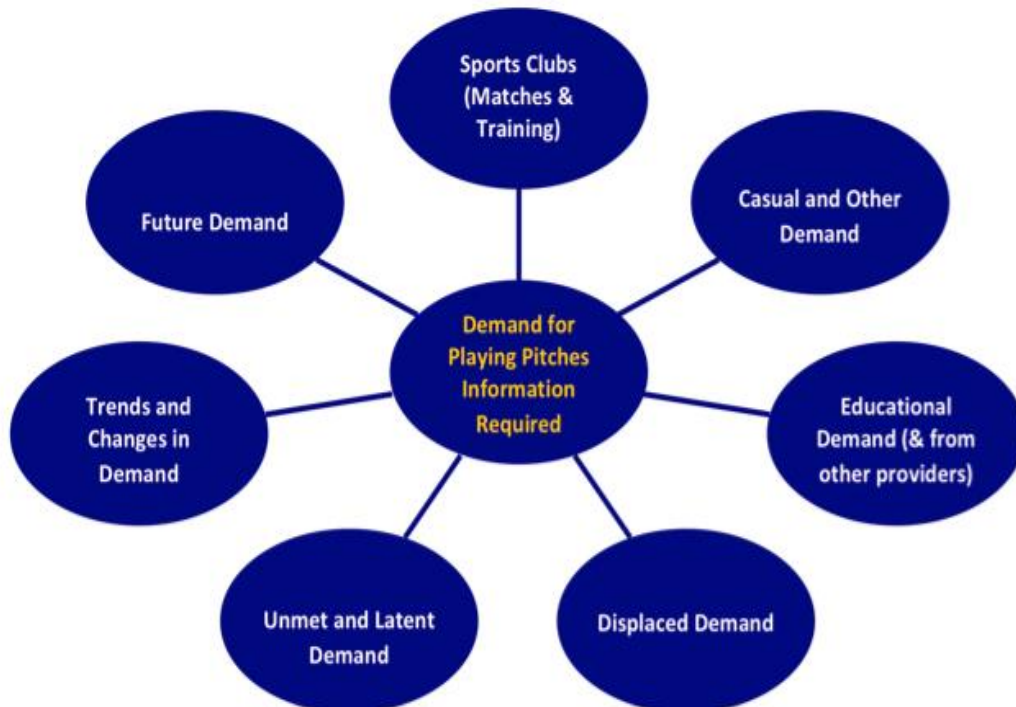 Sports Clubs
(Matches &
Training)
Casual and Other
Demand
Future Demand
Demand for
Playing Pitches
Information
Required
Trends and
Changes in
Demand
Educational
Demand (& from
other providers)
Unmet and Latent
Demand
Displaced Demand